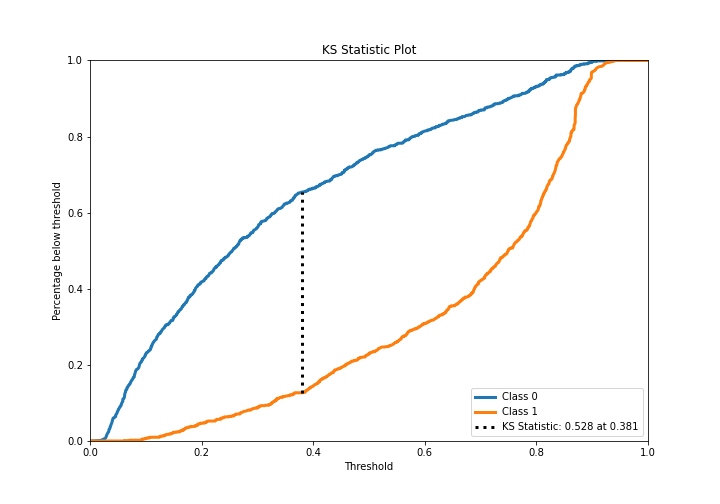 KS Statistic Plot
1.0
0.8
0.6
0.4
0.2
0.0
Percentage below threshold
0.0 0.2 0.4 0.6 0.8 1.0
Threshold
Class 0
Class 1
KS Statistic: 0.528 at 0.381